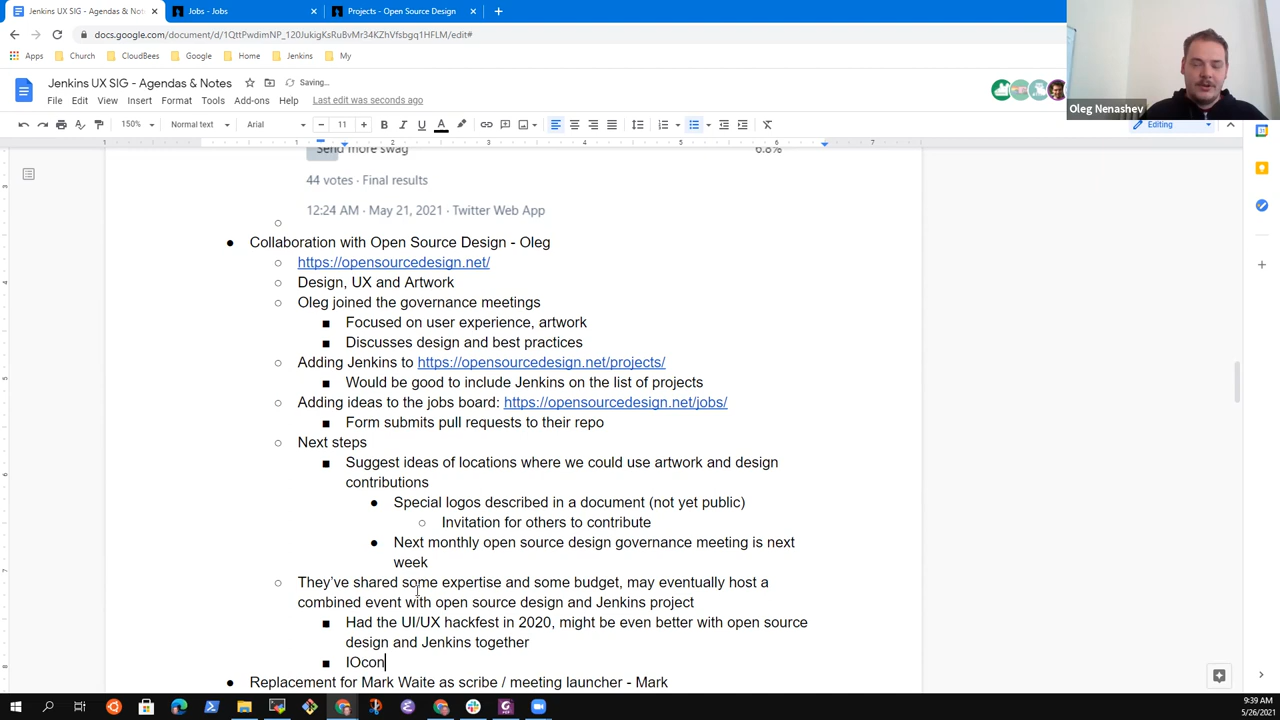 Jenkins UX SIG - Agendas & Not
Jobs - Jobs
Projects - Open Source Design
docs.google.com/document/d/1QttPwdimNP_120JukigKsRuBvMr34KZhVfsbgq1HFLM/edit#
Apps
Church
CloudBees
Google
Home
Jenkins
My
Oleg Nenashev
Jenkins UX SIG - Agendas & Notes
Saving...
File Edit View Insert Format Tools Add-ons Help Last edit was seconds ago
150% Normal text Arial 11
Editing
1 1 2 3 4 5 6 7
Send more swag 6.8%
44 votes · Final results
12:24 AM · May 21, 2021 · Twitter Web App
Collaboration with Open Source Design - Oleg
https://opensourcedesign.net/
Design, UX and Artwork
Oleg joined the governance meetings
Focused on user experience, artwork
Discusses design and best practices
Adding Jenkins to https://opensourcedesign.net/projects/
Would be good to include Jenkins on the list of projects
Adding ideas to the jobs board: https://opensourcedesign.net/jobs/
Form submits pull requests to their repo
Next steps
Suggest ideas of locations where we could use artwork and design
contributions
Special logos described in a document (not yet public)
Invitation for others to contribute
Next monthly open source design governance meeting is next
week
They've shared some expertise and some budget, may eventually host a
combined event with open source design and Jenkins project
Had the UI/UX hackfest in 2020, might be even better with open source
design and Jenkins together
IOcon
Replacement for Mark Waite as scribe / meeting launcher - Mark
9:39 AM
5/26/2021